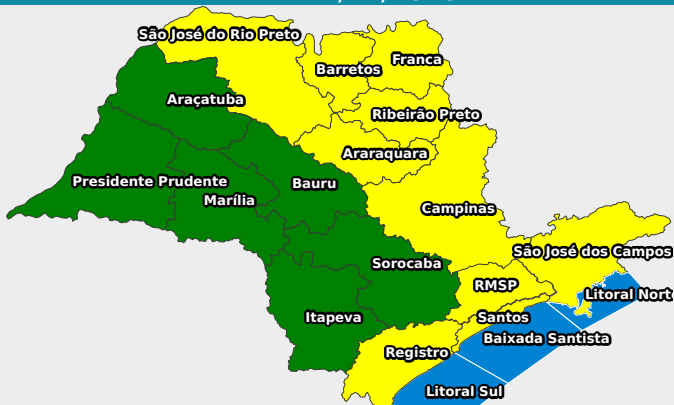 São José do Rio Preto
Franca
Barretos
Araçatuba
Ribeirão Preto
Araraquara
Presidente Prudente
Bauru
Marília
Campinas
São José dos Campos
Sorocaba
RMSP
Litoral Nort
Itapeva
Santos
Baixada Santista
Registro
Litoral Sul